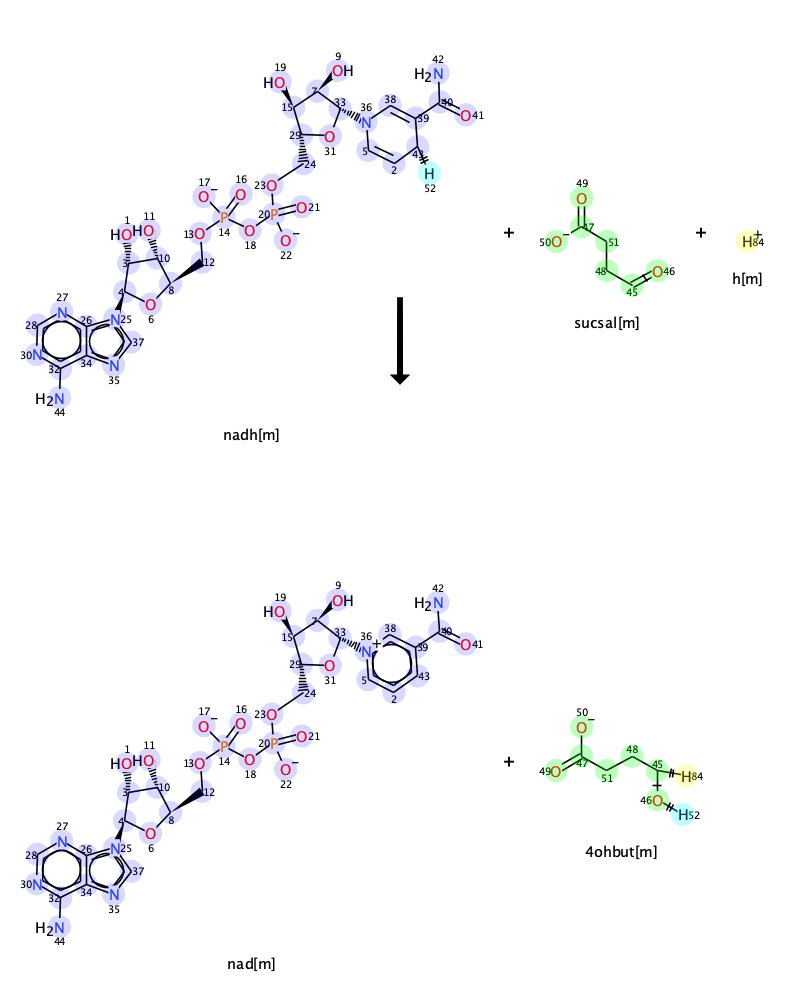 42
9
19
H₂N
OH
HO
7
38
40
15
33
36
O 41
N
39
29
O
5
43
31
2
24
H
17
16
23 O
52
O⁻
O
49
20 P
O 21
O
1
11
13 O
P
14
O
18
HO
HO
O⁻
22
50 O⁻
47
51
+
+
H⁺ 84
3
10
12
48
O 46
h[m]
4
8
45
27
O
6
sucsal[m]
28
N
26
N 25
30 N
34
37
32
N
35
H₂N
44
nadh[m]
42
9
19
H₂N
OH
HO
7
38
40
15
33
36
O 41
N⁺
39
29
O
5
43
31
2
24
50
17
16
23 O
O⁻
O⁻
O
20 P
O 21
48
45
1
11
13 O
P
14
O
18
+
49 O
47
51
H 84
HO
HO
O⁻
22
46 O
H 52
3
10
12
4
8
4ohbut[m]
27
O
6
28
N
26
N 25
30 N
34
37
32
N
35
H₂N
44
nad[m]